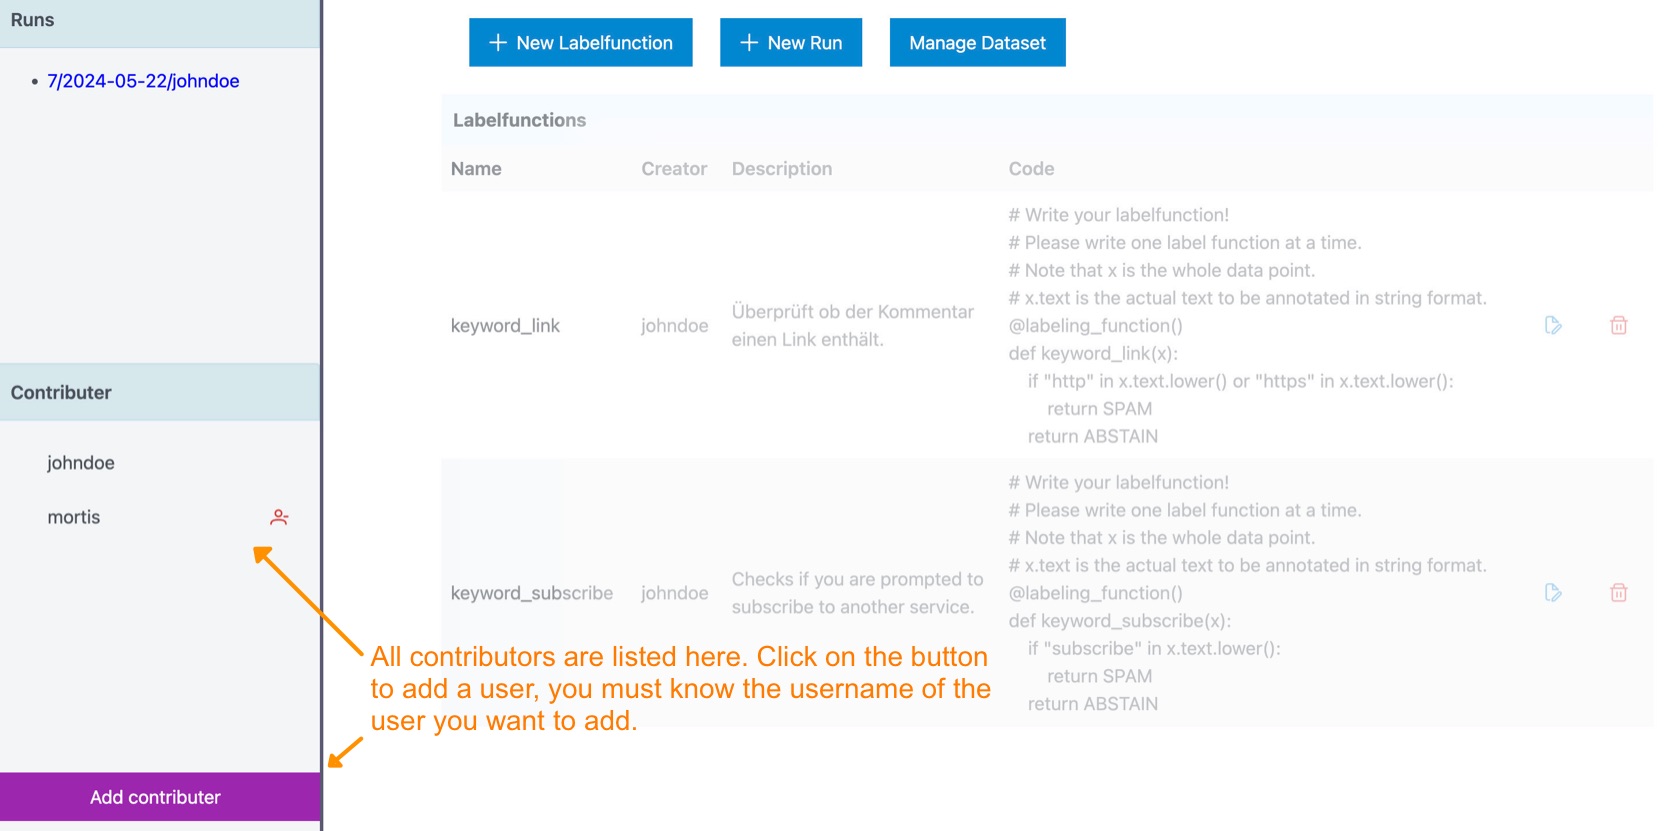 Runs
• 7/2024-05-22/johndoe
+ New Labelfunction
+ New Run
Manage Dataset
Labelfunctions
Name Creator Description Code
keyword_link johndoe
Überprüft ob der Kommentar
einen Link enthält.
# Write your labelfunction!
# Please write one label function at a time.
# Note that x is the whole data point.
# x.text is the actual text to be annotated in string format.
@labeling_function()
def keyword_link(x):
if "http" in x.text.lower() or "https" in x.text.lower():
return SPAM
return ABSTAIN
Contributer
johndoe
mortis
keyword_subscribe johndoe
Checks if you are prompted to
subscribe to another service.
# Write your labelfunction!
# Please write one label function at a time.
# Note that x is the whole data point.
# x.text is the actual text to be annotated in string format.
@labeling_function()
def keyword_subscribe(x):
if "subscribe" in x.text.lower():
return SPAM
return ABSTAIN
All contributors are listed here. Click on the button
to add a user, you must know the username of the
user you want to add.
Add contributer